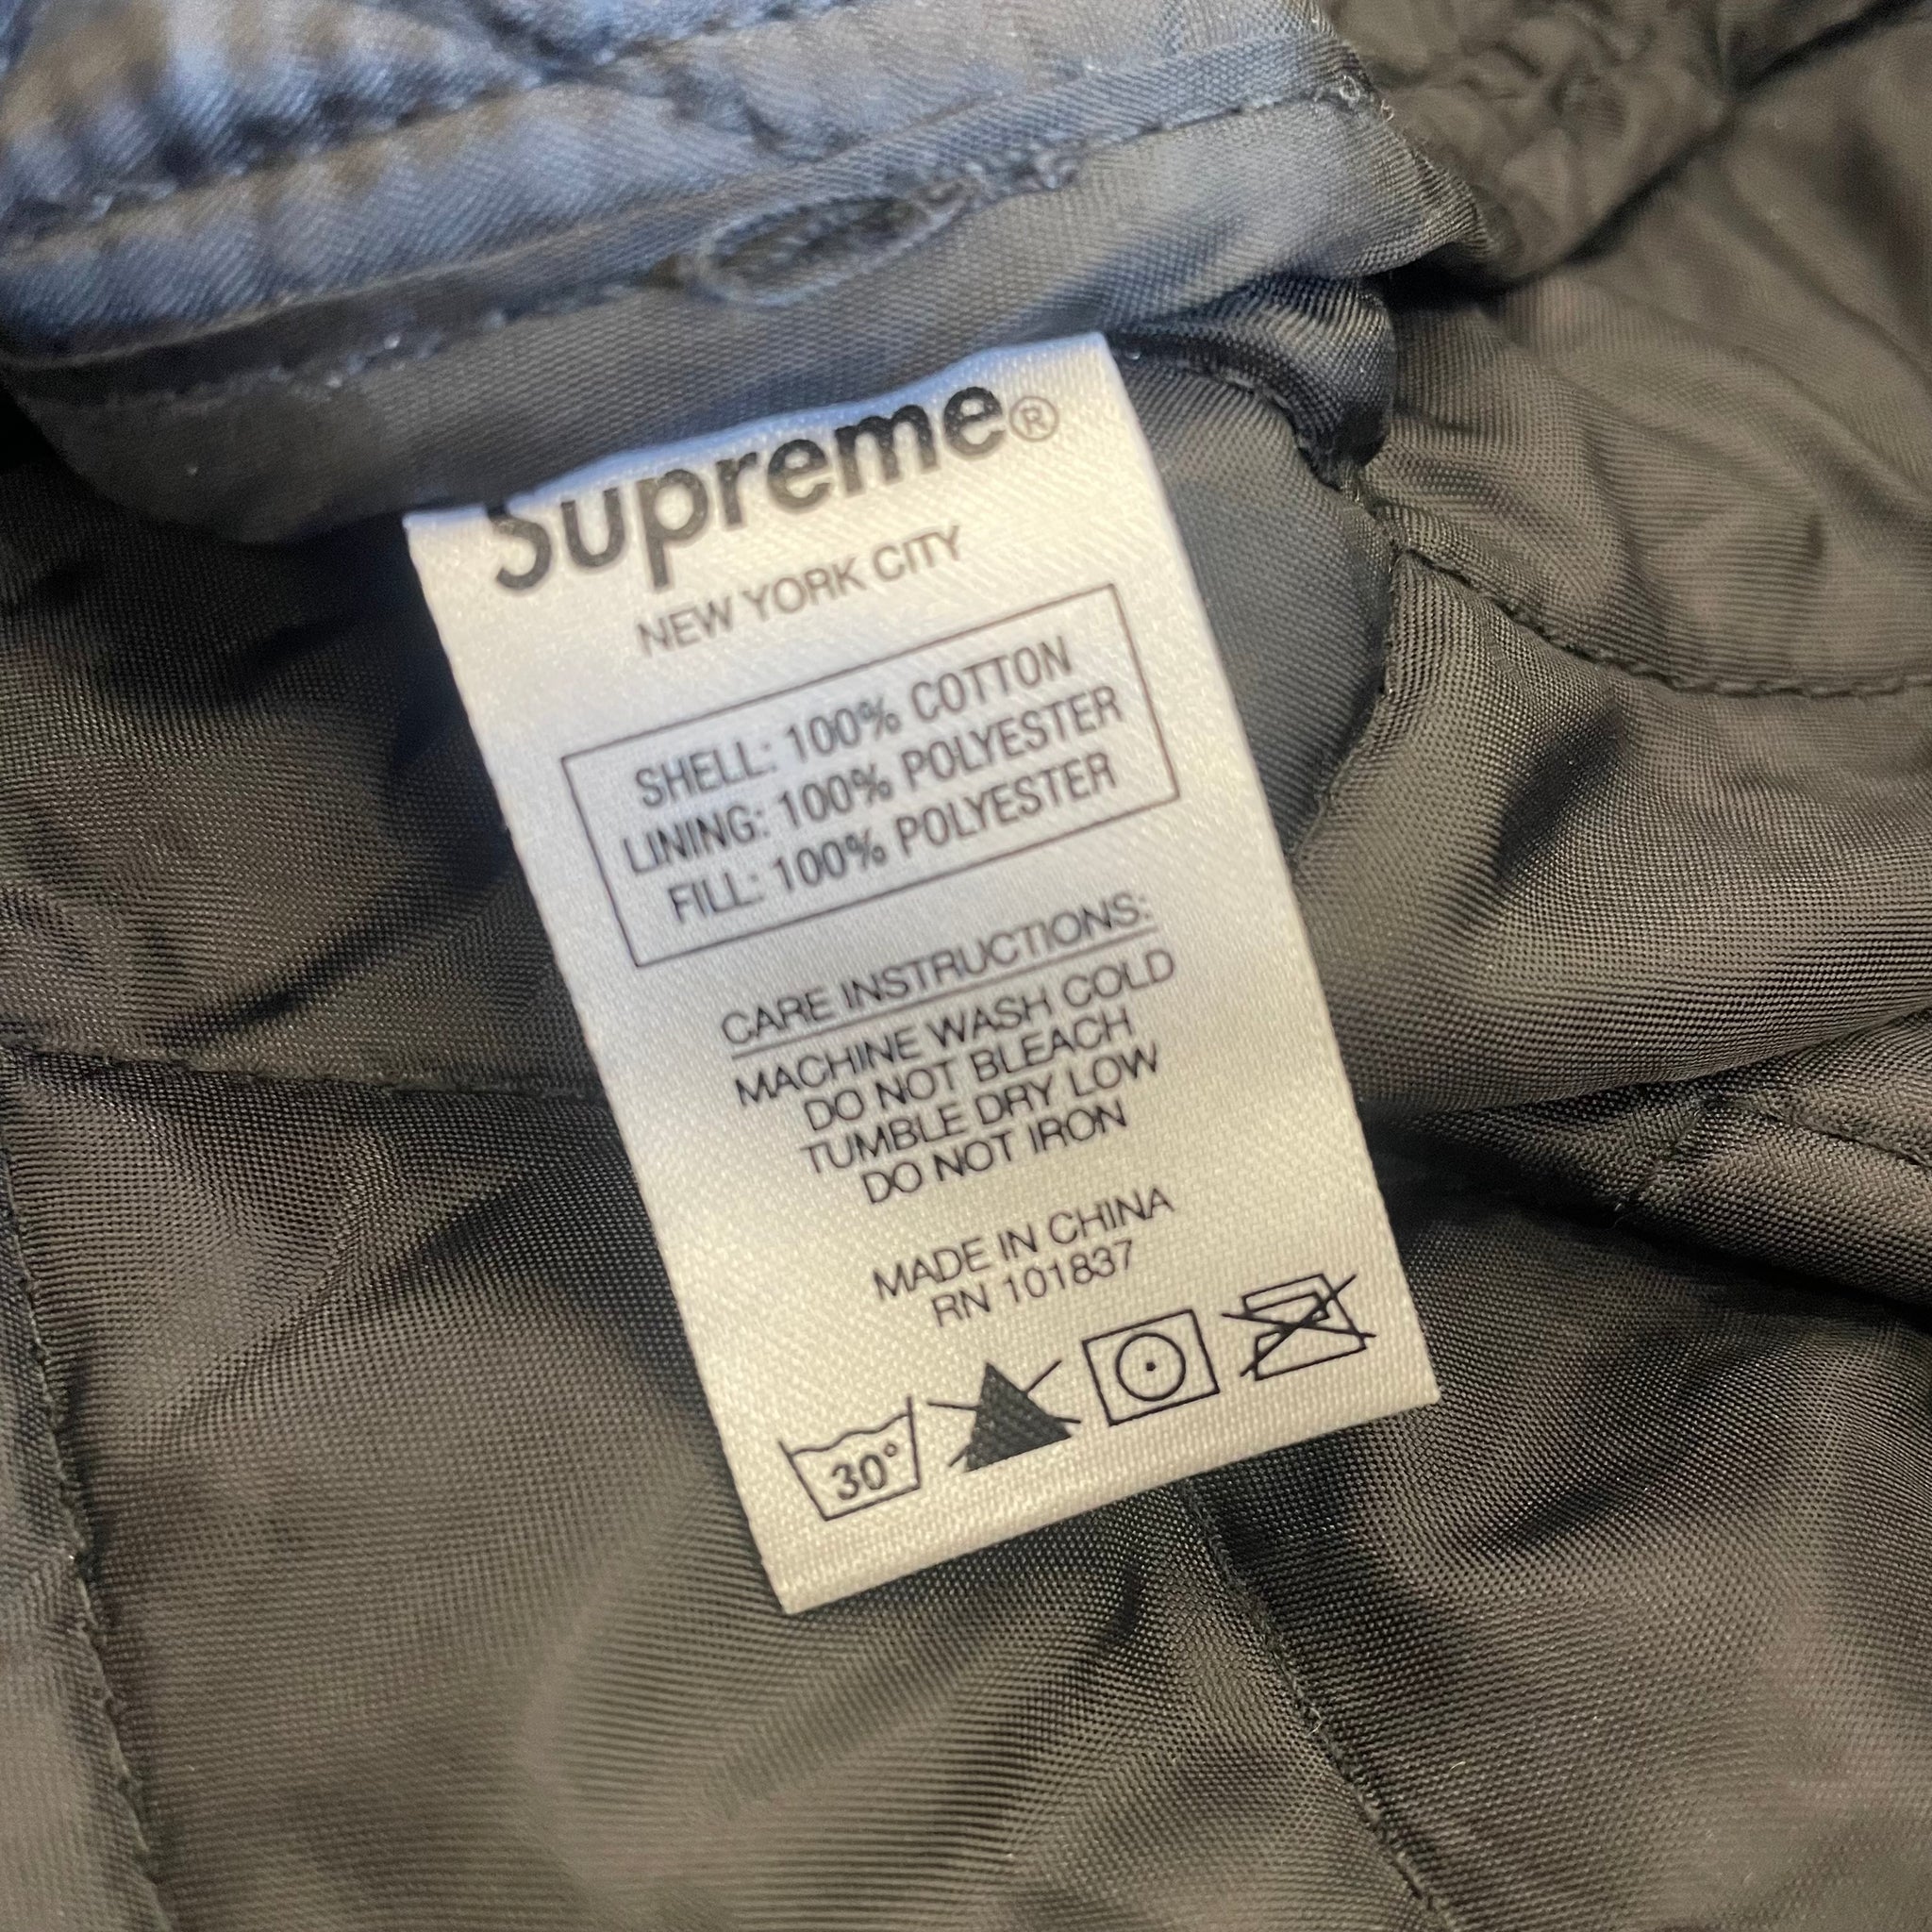 Supreme®
NEW YORK CITY
SHELL: 100% COTTON
LINING: 100% POLYESTER
FILL: 100% POLYESTER
CARE INSTRUCTIONS:
MACHINE WASH COLD
DO NOT BLEACH
TUMBLE DRY LOW
DO NOT IRON
MADE IN CHINA
RN 101837
30°